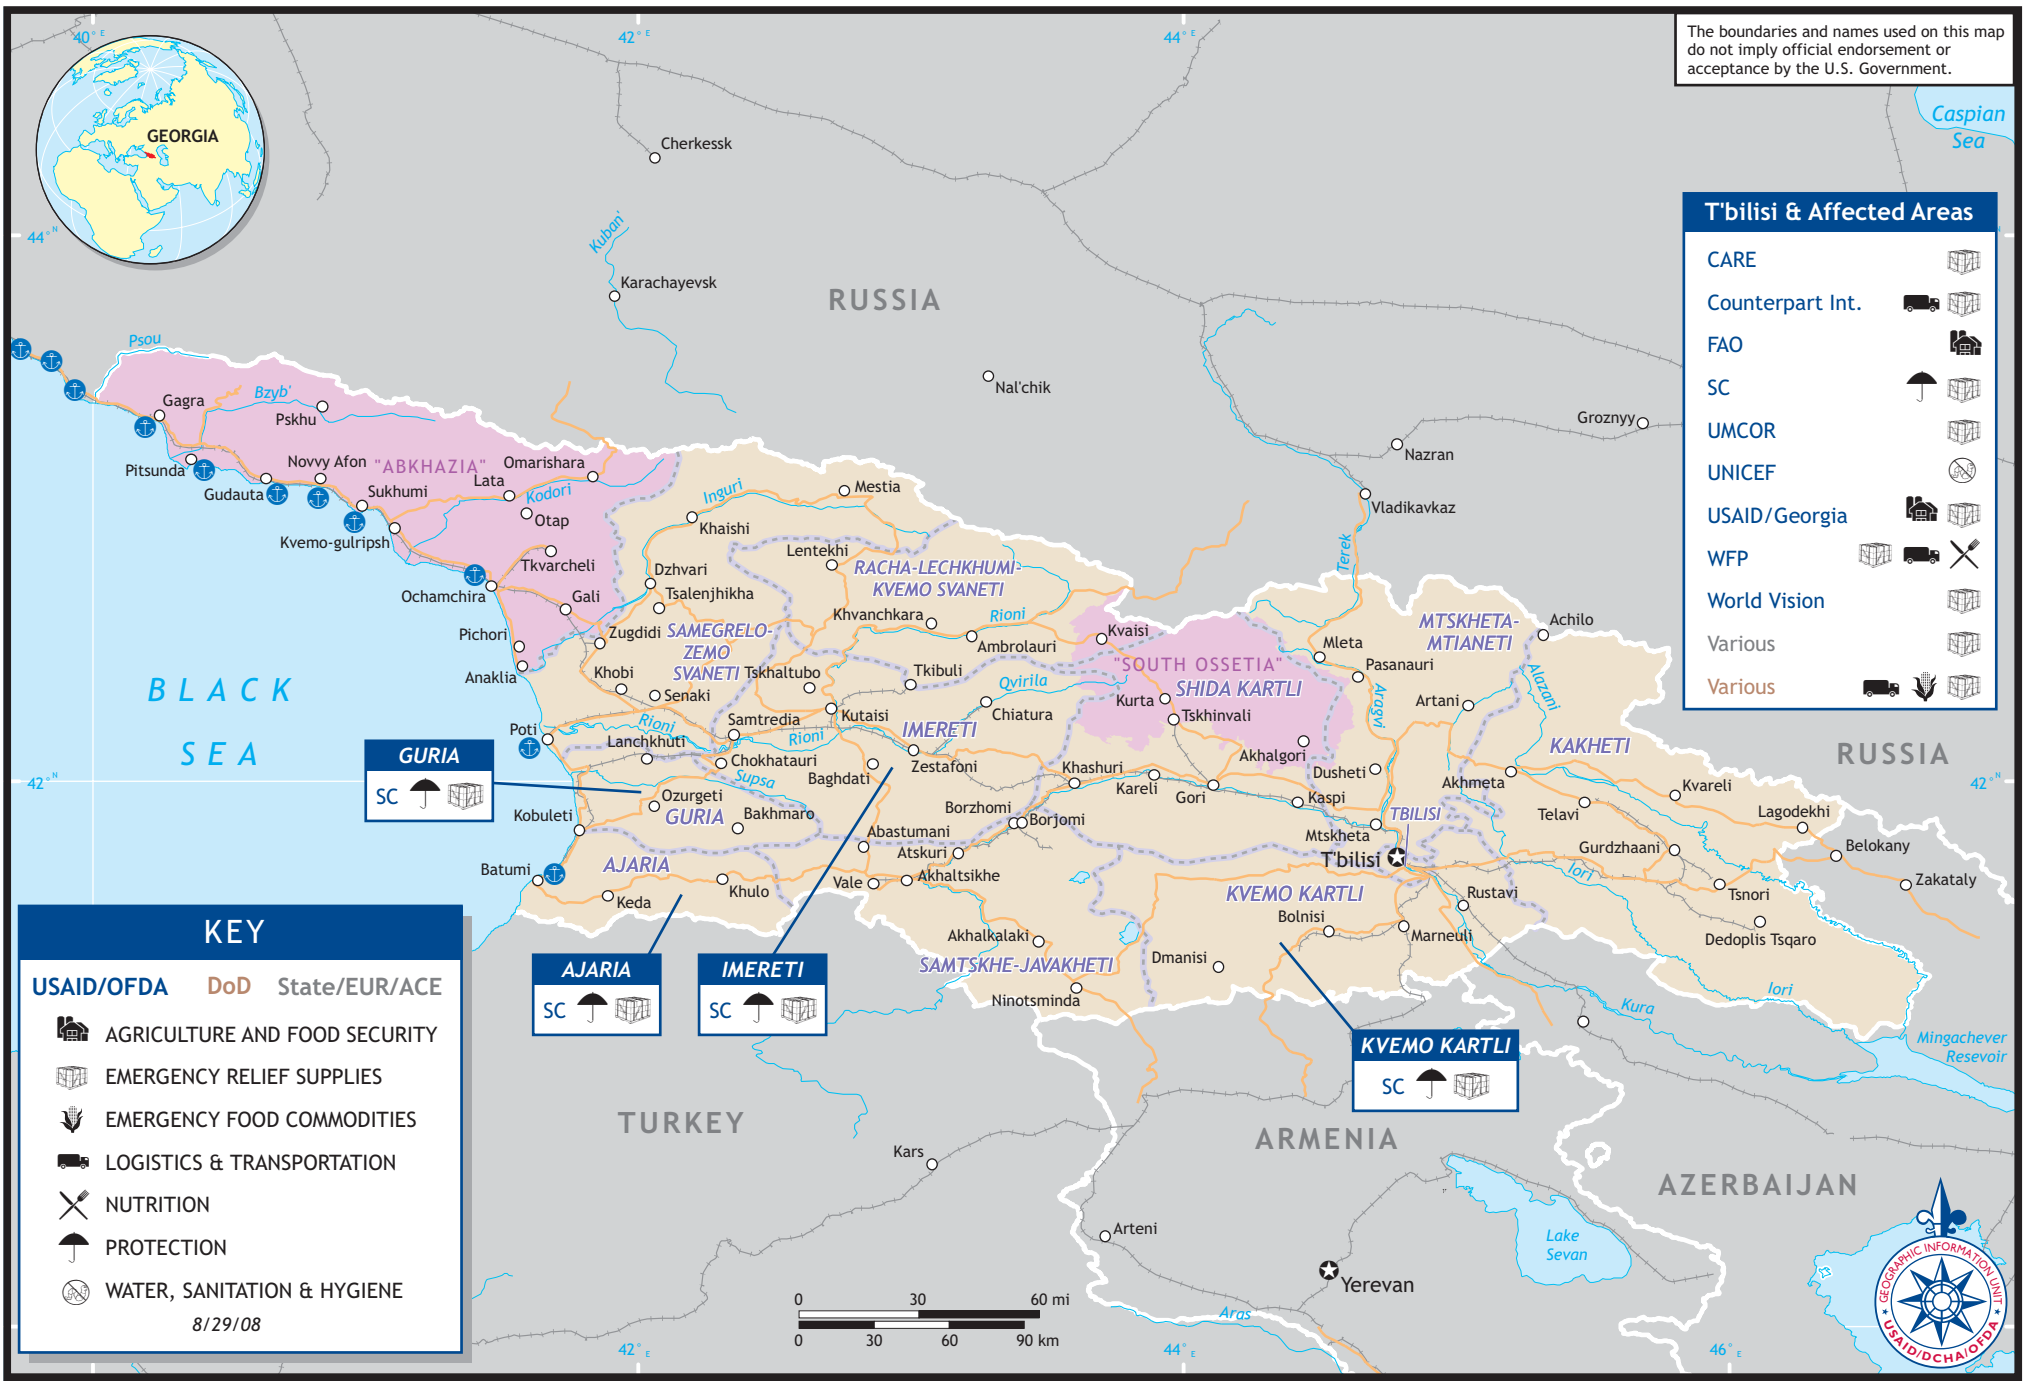 40° E
42° E
44° E
The boundaries and names used on this map
do not imply official endorsement or
acceptance by the U.S. Government.
GEORGIA
Caspian
Sea
Cherkessk
T'bilisi & Affected Areas
CARE
Counterpart Int.
FAO
SC
UMCOR
UNICEF
USAID/Georgia
WFP
World Vision
Various
Various
44° N
N
Kuban'
Karachayevsk
RUSSIA
Psou
Nal'chik
Gagra
Bzyb'
Pskhu
Groznyy
Nazran
Pitsunda
Novvy Afon
"ABKHAZIA"
Omarishara
Gudauta
Sukhumi
Lata
Kodori
Inguri
Mestia
Vladikavkaz
Otap
Khaishi
Kvemo-gulripsh
Terek
Tkvarcheli
Lentekhi
Dzhvari
RACHA-LECHKHUMI-
KVEMO SVANETI
Ochamchira
Gali
Tsalenjhikha
Khvanchkara
Rioni
Achilo
MTSKHETA-
MTIANETI
Pichori
Zugdidi
SAMEGRELO-
ZEMO
SVANETI
Ambrolauri
Kvaisi
Mleta
Pasanauri
Anaklia
Khobi
Tskhaltubo
Tkibuli
Qvirila
"SOUTH OSSETIA"
SHIDA KARTLI
Alazani
Aragvi
Senaki
Kurta
Tskhinvali
Artani
BLACK
SEA
Poti
Rioni
Samtredia
Kutaisi
Chiatura
IMERETI
KAKHETI
RUSSIA
Lanchkhuti
Rioni
GURIA
SC
Chokhatauri
Supsa
Baghdati
Zestafoni
Khashuri
Kareli
Gori
Akhalgori
Dusheti
Akhmeta
Kvareli
42° N
42° N
Ozurgeti
GURIA
Bakhmaro
Borzhomi
Borjomi
Kaspi
TBILISI
Telavi
Lagodekhi
Kobuleti
Abastumani
Mtskheta
T'bilisi
Gurdzhaani
Belokany
Batumi
AJARIA
Atskuri
Iori
Zakataly
Khulo
Vale
Akhaltsikhe
KVEMO KARTLI
Rustavi
Tsnori
Keda
Bolnisi
Marneuli
Dedoplis Tsqaro
Akhalkalaki
SAMTSKHE-JAVAKHETI
Dmanisi
Ninotsminda
Iori
Kura
AJARIA
SC
IMERETI
SC
KVEMO KARTLI
SC
Mingachever
Resevoir
KEY
USAID/OFDA DoD State/EUR/ACE
AGRICULTURE AND FOOD SECURITY
EMERGENCY RELIEF SUPPLIES
EMERGENCY FOOD COMMODITIES
LOGISTICS & TRANSPORTATION
NUTRITION
PROTECTION
WATER, SANITATION & HYGIENE
8/29/08
TURKEY
Kars
ARMENIA
AZERBAIJAN
Arteni
Lake
Sevan
Yerevan
Aras
0 30 60 mi
0 30 60 90 km
42° E
44° E
46° E
GEOGRAPHIC INFORMATION UNIT
USAID/DCHA/OFDA